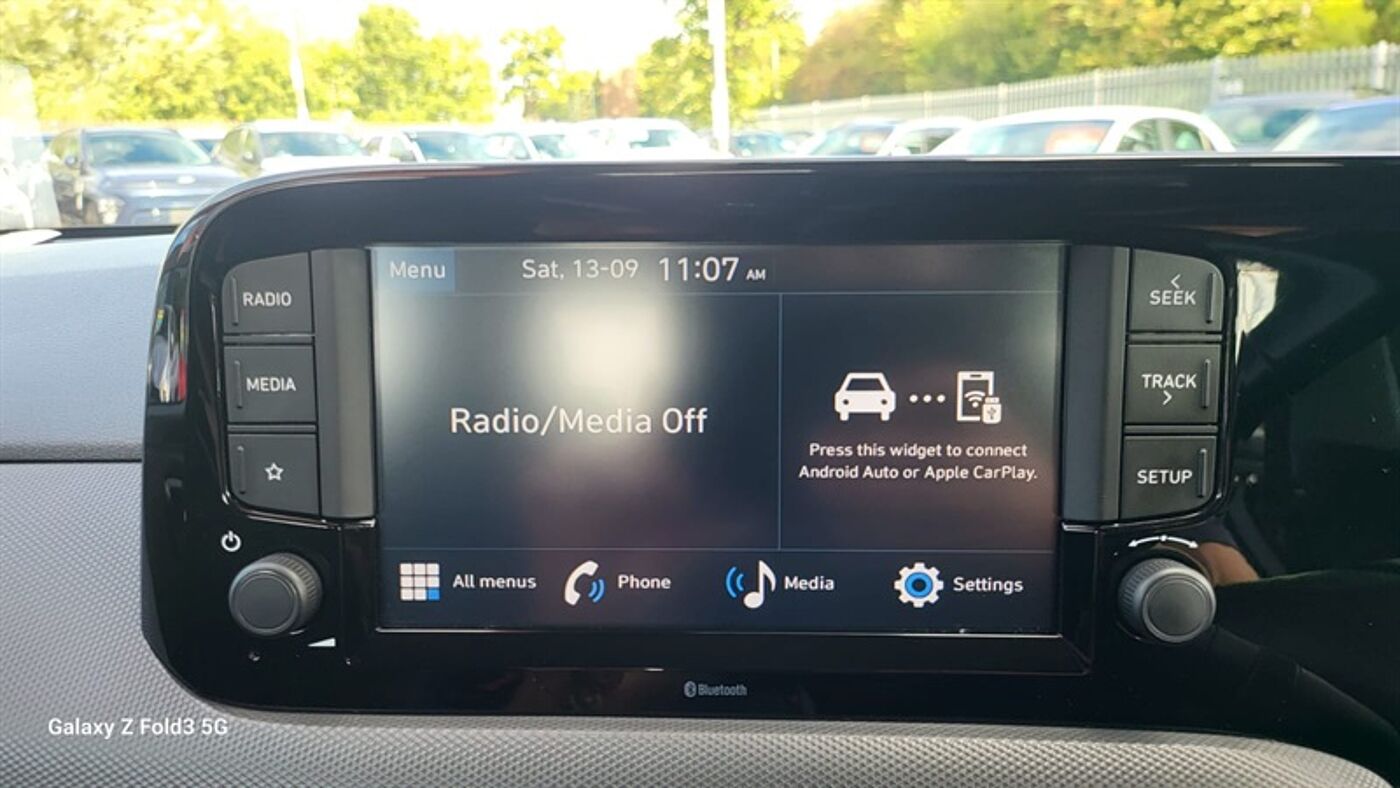 Menu
Sat, 13-09 11:07 AM
RADIO
MEDIA
SEEK
TRACK
SETUP
Radio/Media Off
Press this widget to connect
Android Auto or Apple CarPlay.
All menus
Phone
Media
Settings
Bluetooth
Galaxy Z Fold3 5G